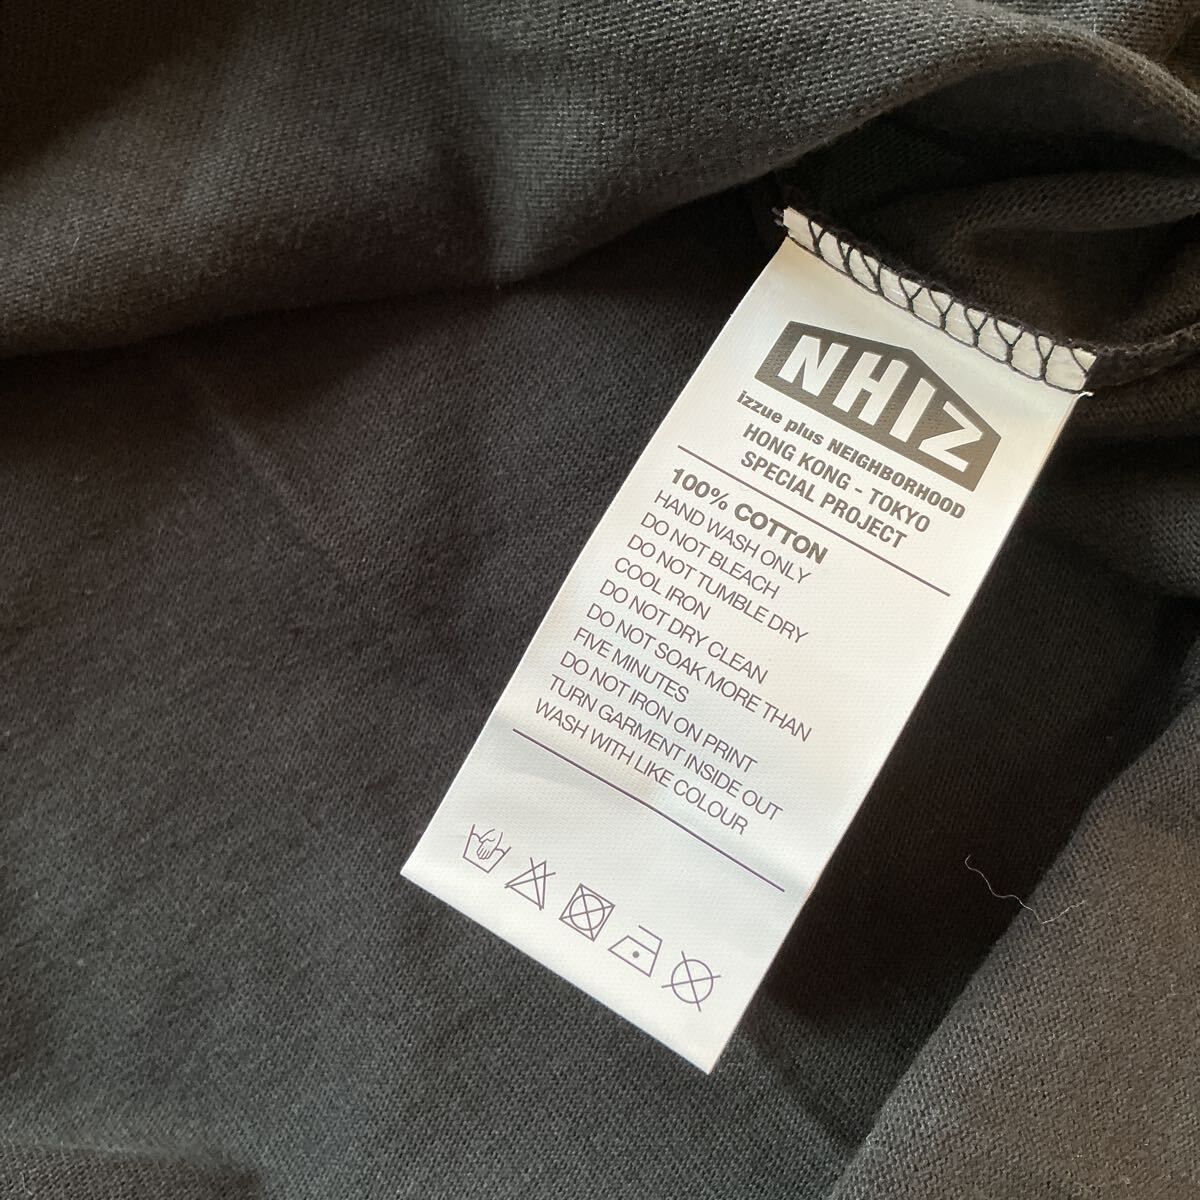 NHIZ
izzue plus NEIGHBORHOOD
HONG KONG - TOKYO
SPECIAL PROJECT
100% COTTON
HAND WASH ONLY
DO NOT BLEACH
DO NOT TUMBLE DRY
COOL IRON
DO NOT DRY CLEAN
DO NOT SOAK MORE THAN
FIVE MINUTES
DO NOT IRON ON PRINT
TURN GARMENT INSIDE OUT
WASH WITH LIKE COLOUR